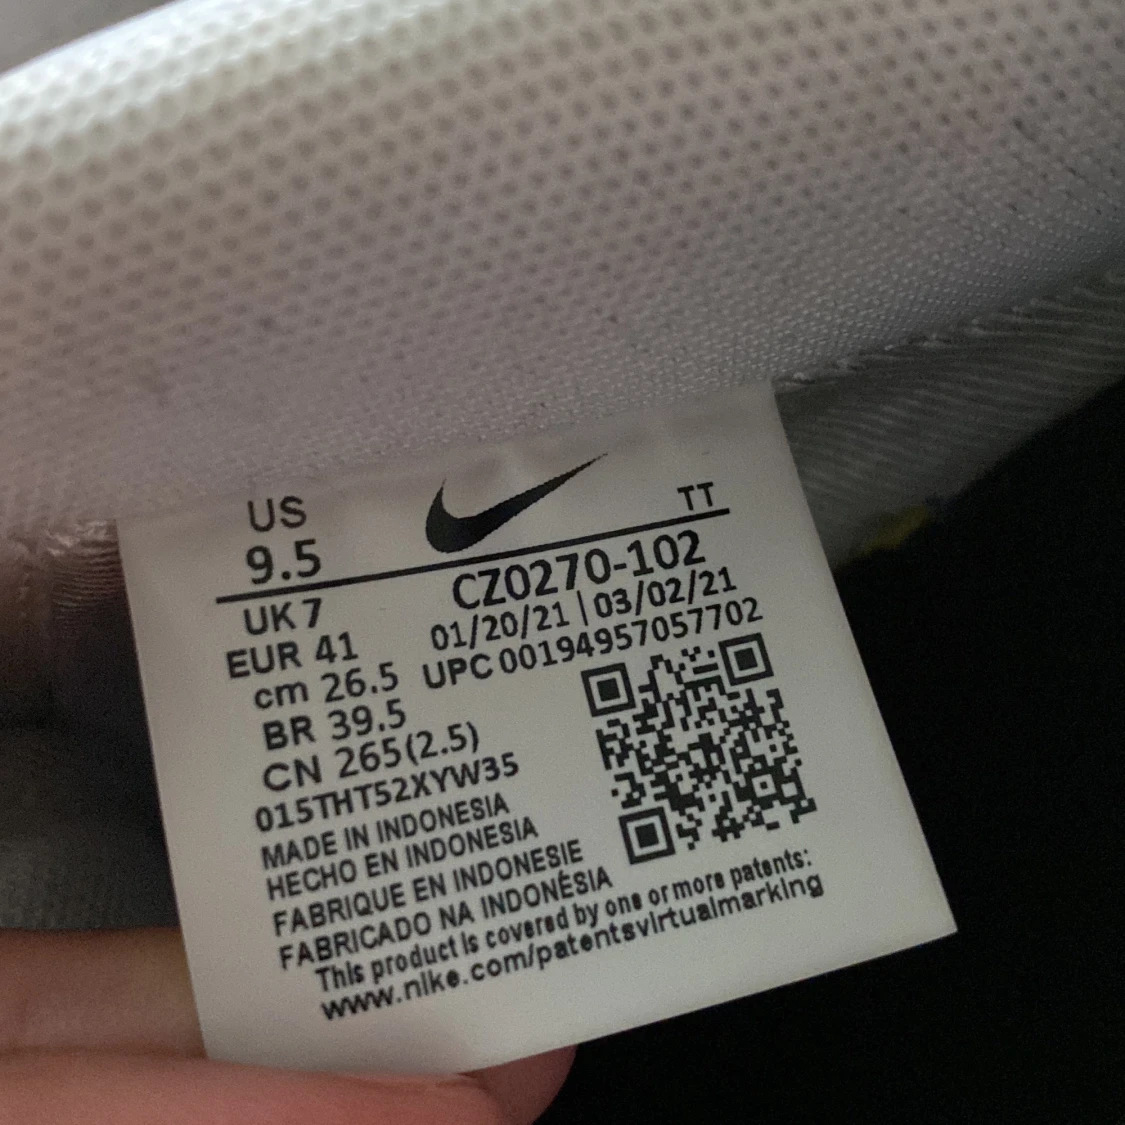 US
9.5
TT
UK 7
CZ0270-102
EUR 41
01/20/21 | 03/02/21
cm 26.5
UPC 00194957057702
BR 39.5
CN 265(2.5)
015THT52XYW35
MADE IN INDONESIA
HECHO EN INDONESIA
FABRIQUE EN INDONESIE
FABRICADO NA INDONÉSIA
This product is covered by one or more patents:
www.nike.com/patentsvirtualmarking